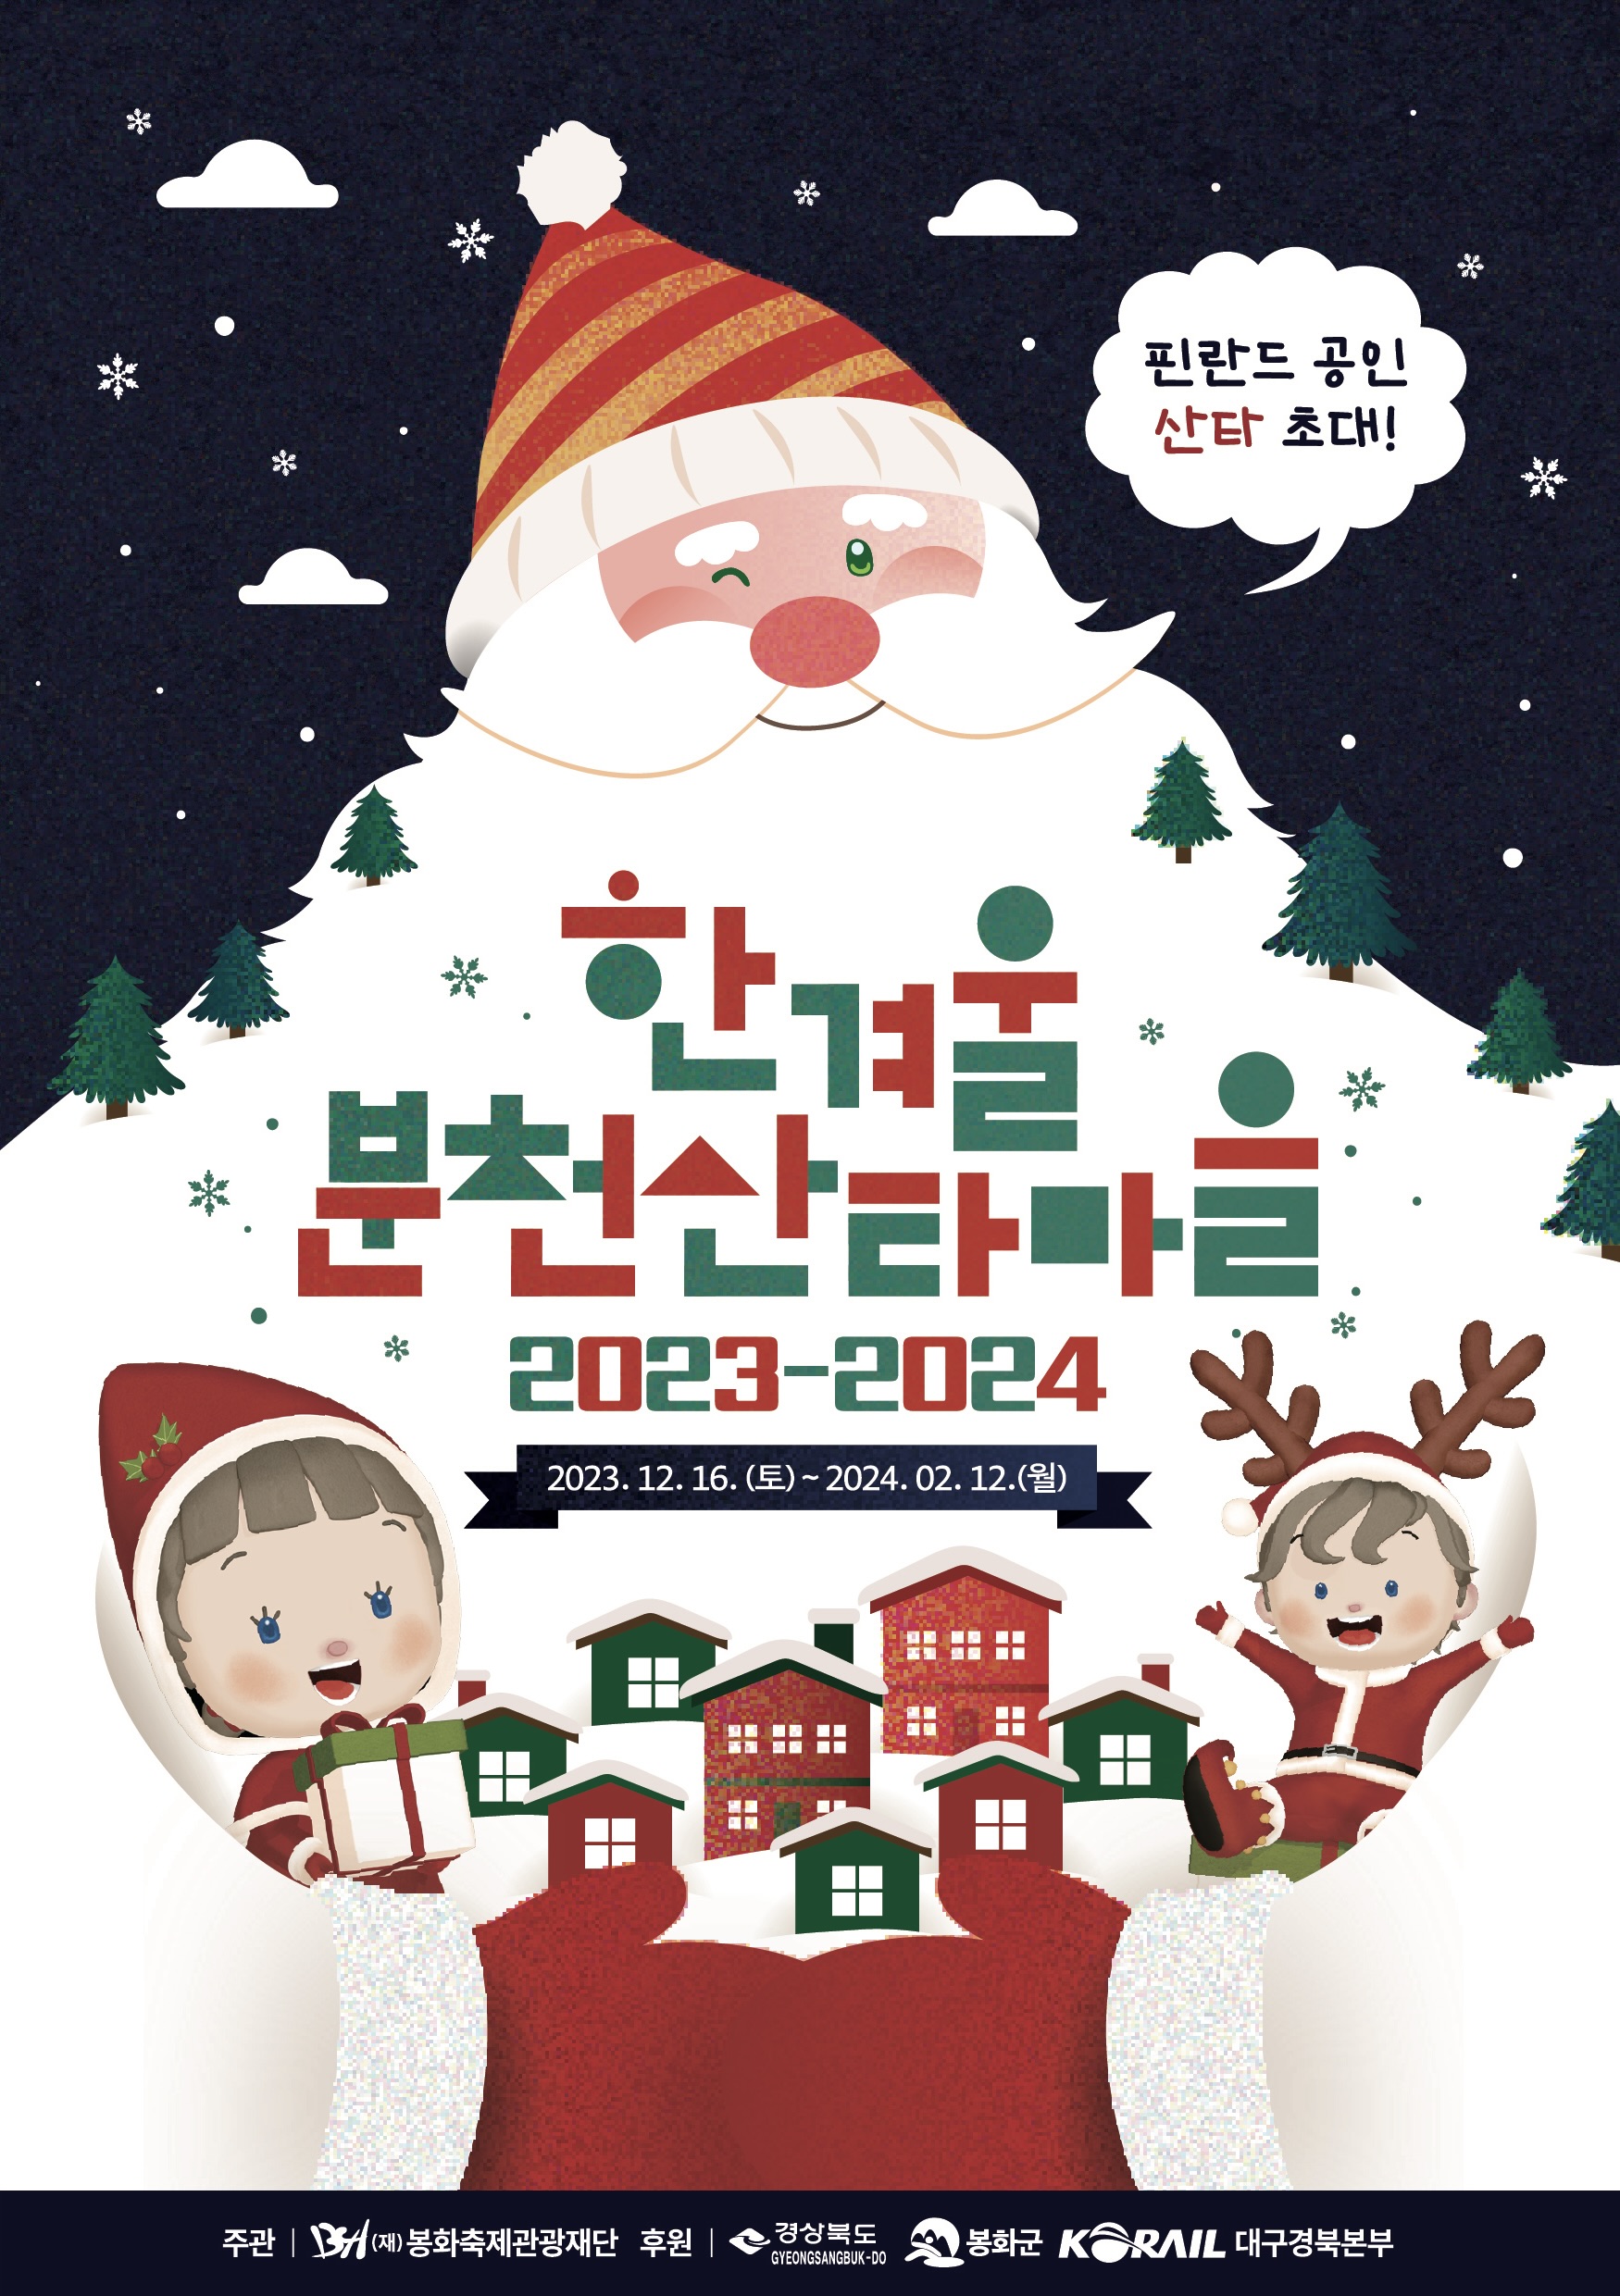 핀란드 공인
산타 초대!
한겨울
분천산타마을
2023-2024
2023. 12. 16. (토) ~ 2024. 02. 12.(월)
주관 | BSH (재)봉화축제관광재단 후원 | 경상북도 GYEONGSANGBUK-DO 봉화군 KORAIL 대구경북본부